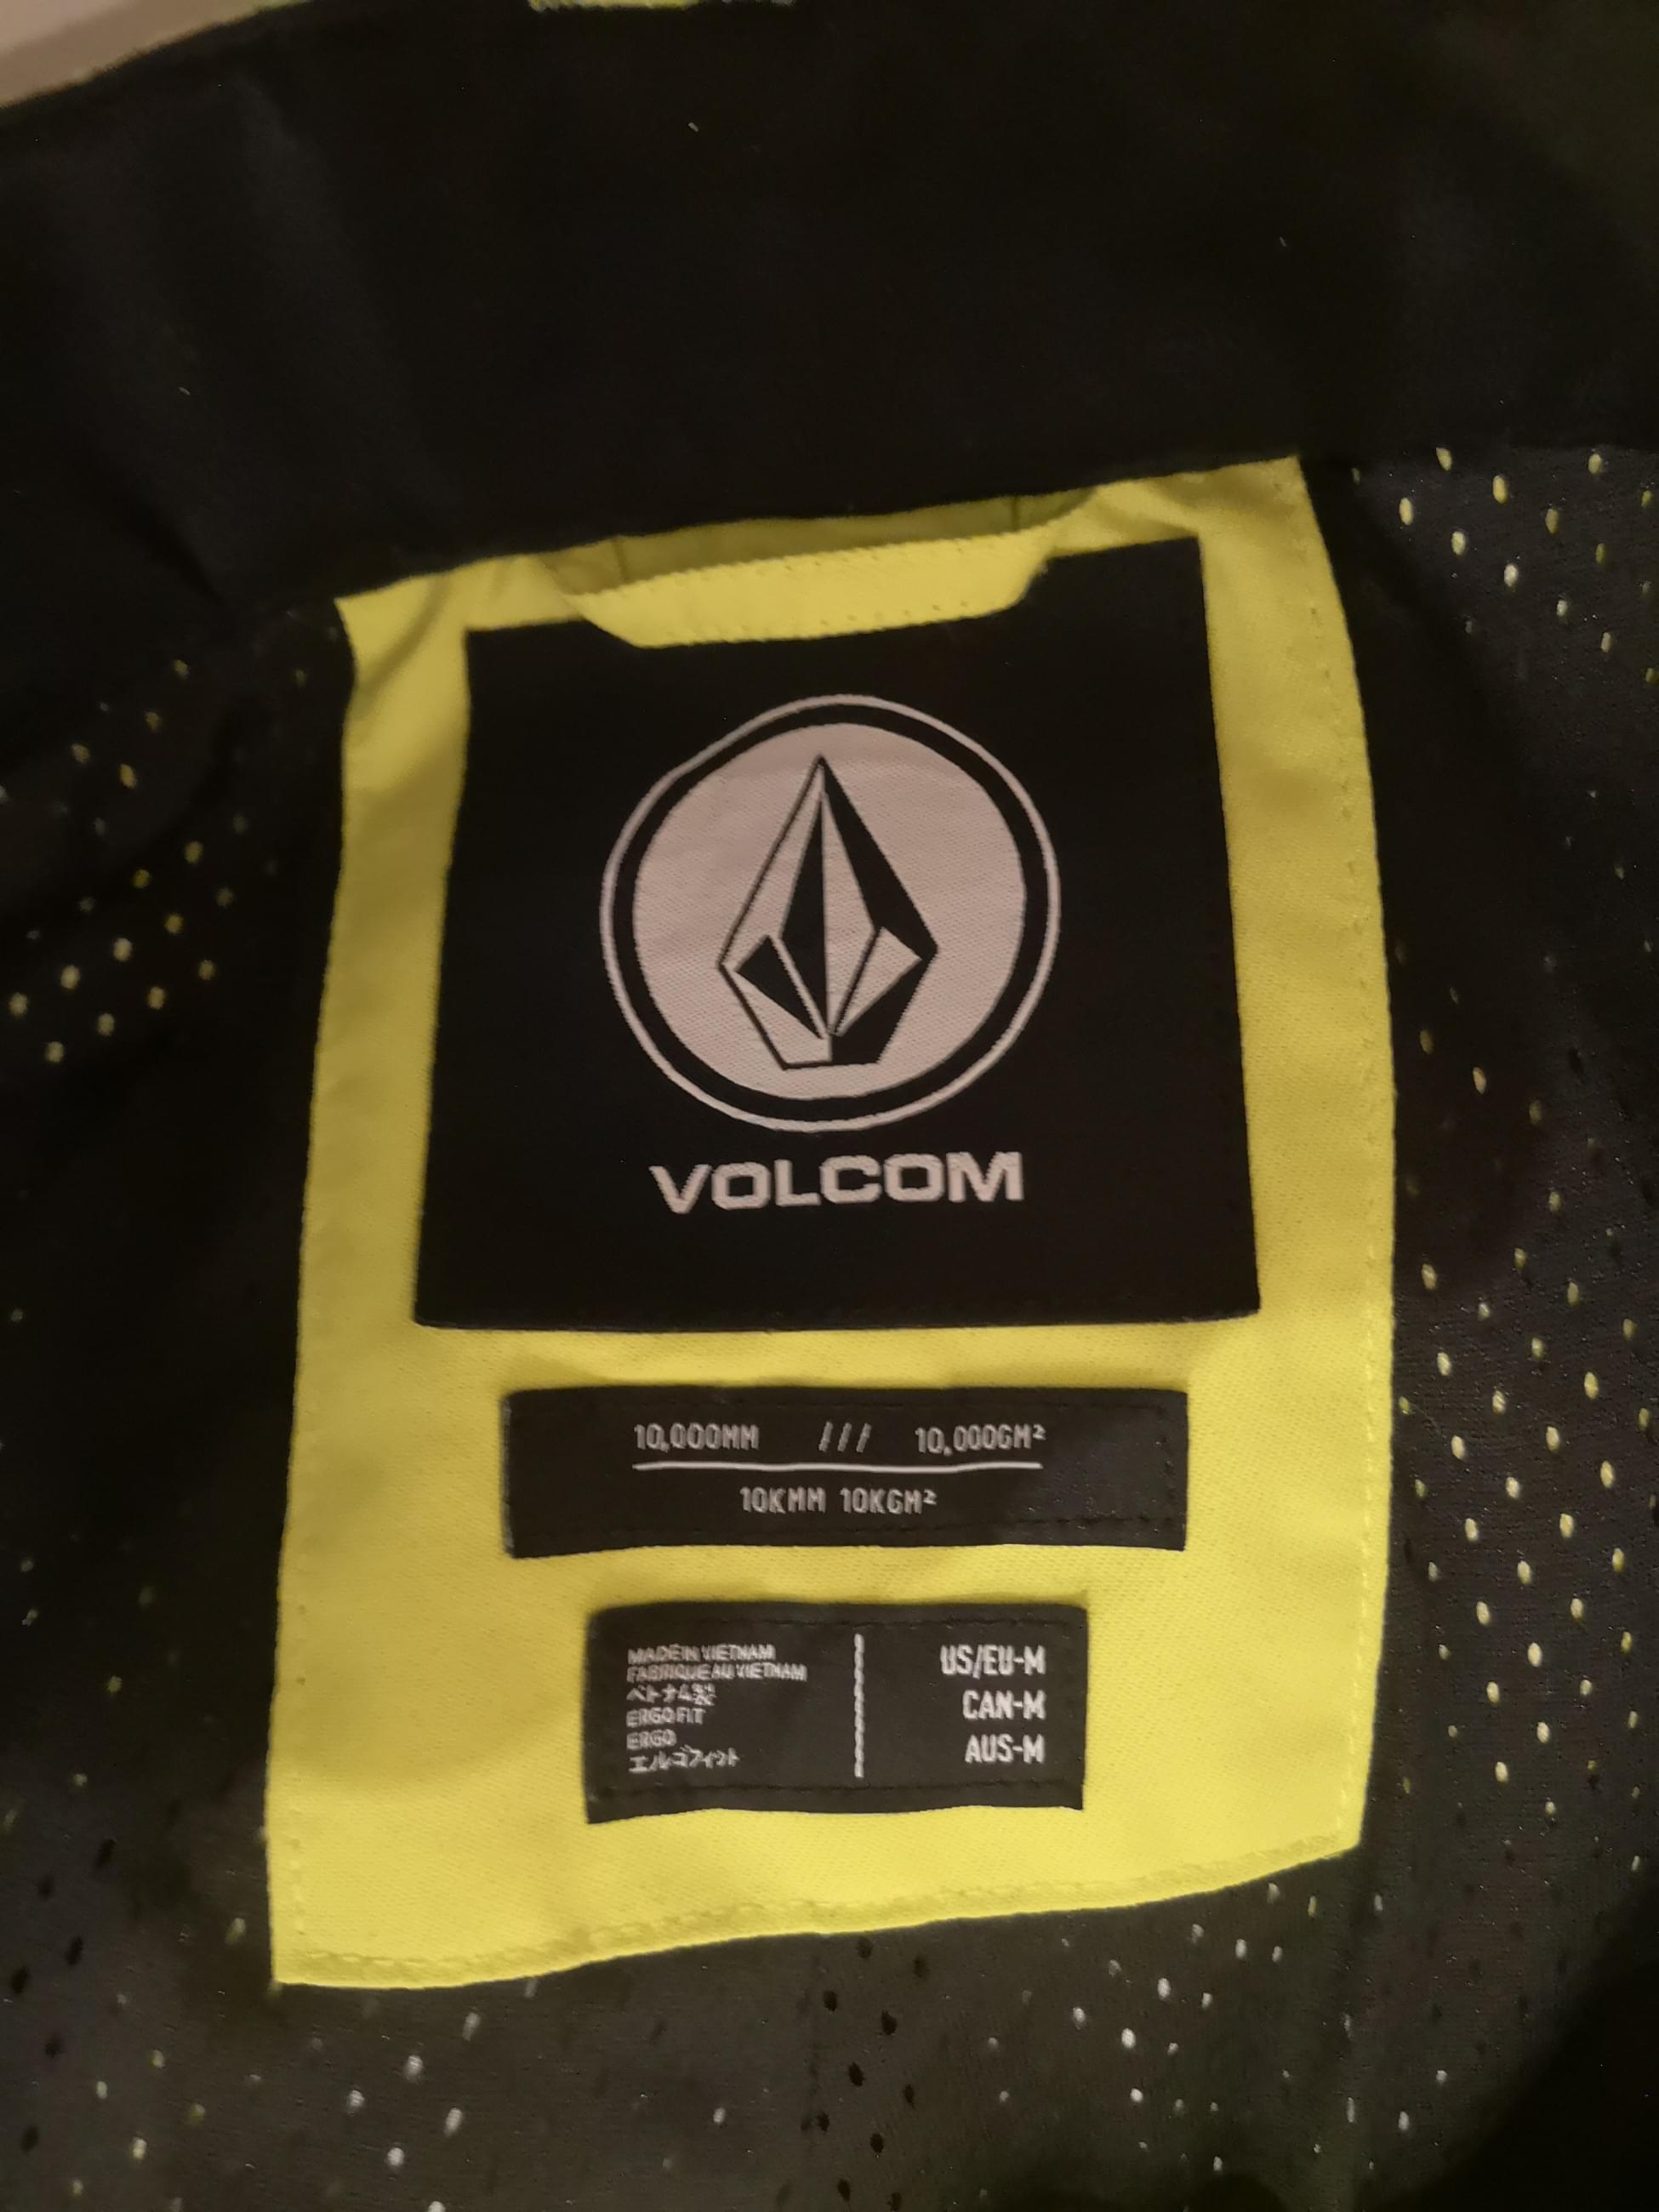 VOLCOM
10,000MM /// 10,000GM²
10KMM 10KGM²
MADE IN VIETNAM
FABRIQUE AU VIETNAM
ベトナム製
ERGO FIT
ERGO
エルゴフィット
US/EU-M
CAN-M
AUS-M